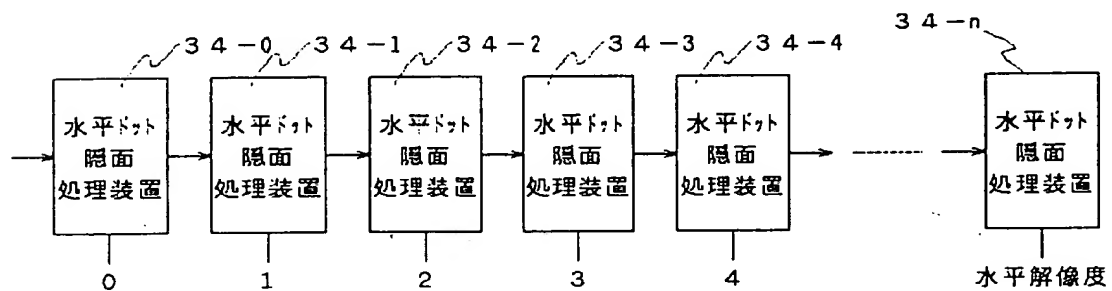 34-0
34-1
34-2
34-3
34-4
34-n
水平ドット
隠面
処理装置
水平ドット
隠面
処理装置
水平ドット
隠面
処理装置
水平ドット
隠面
処理装置
水平ドット
隠面
処理装置
水平ドット
隠面
処理装置
0
1
2
3
4
水平解像度